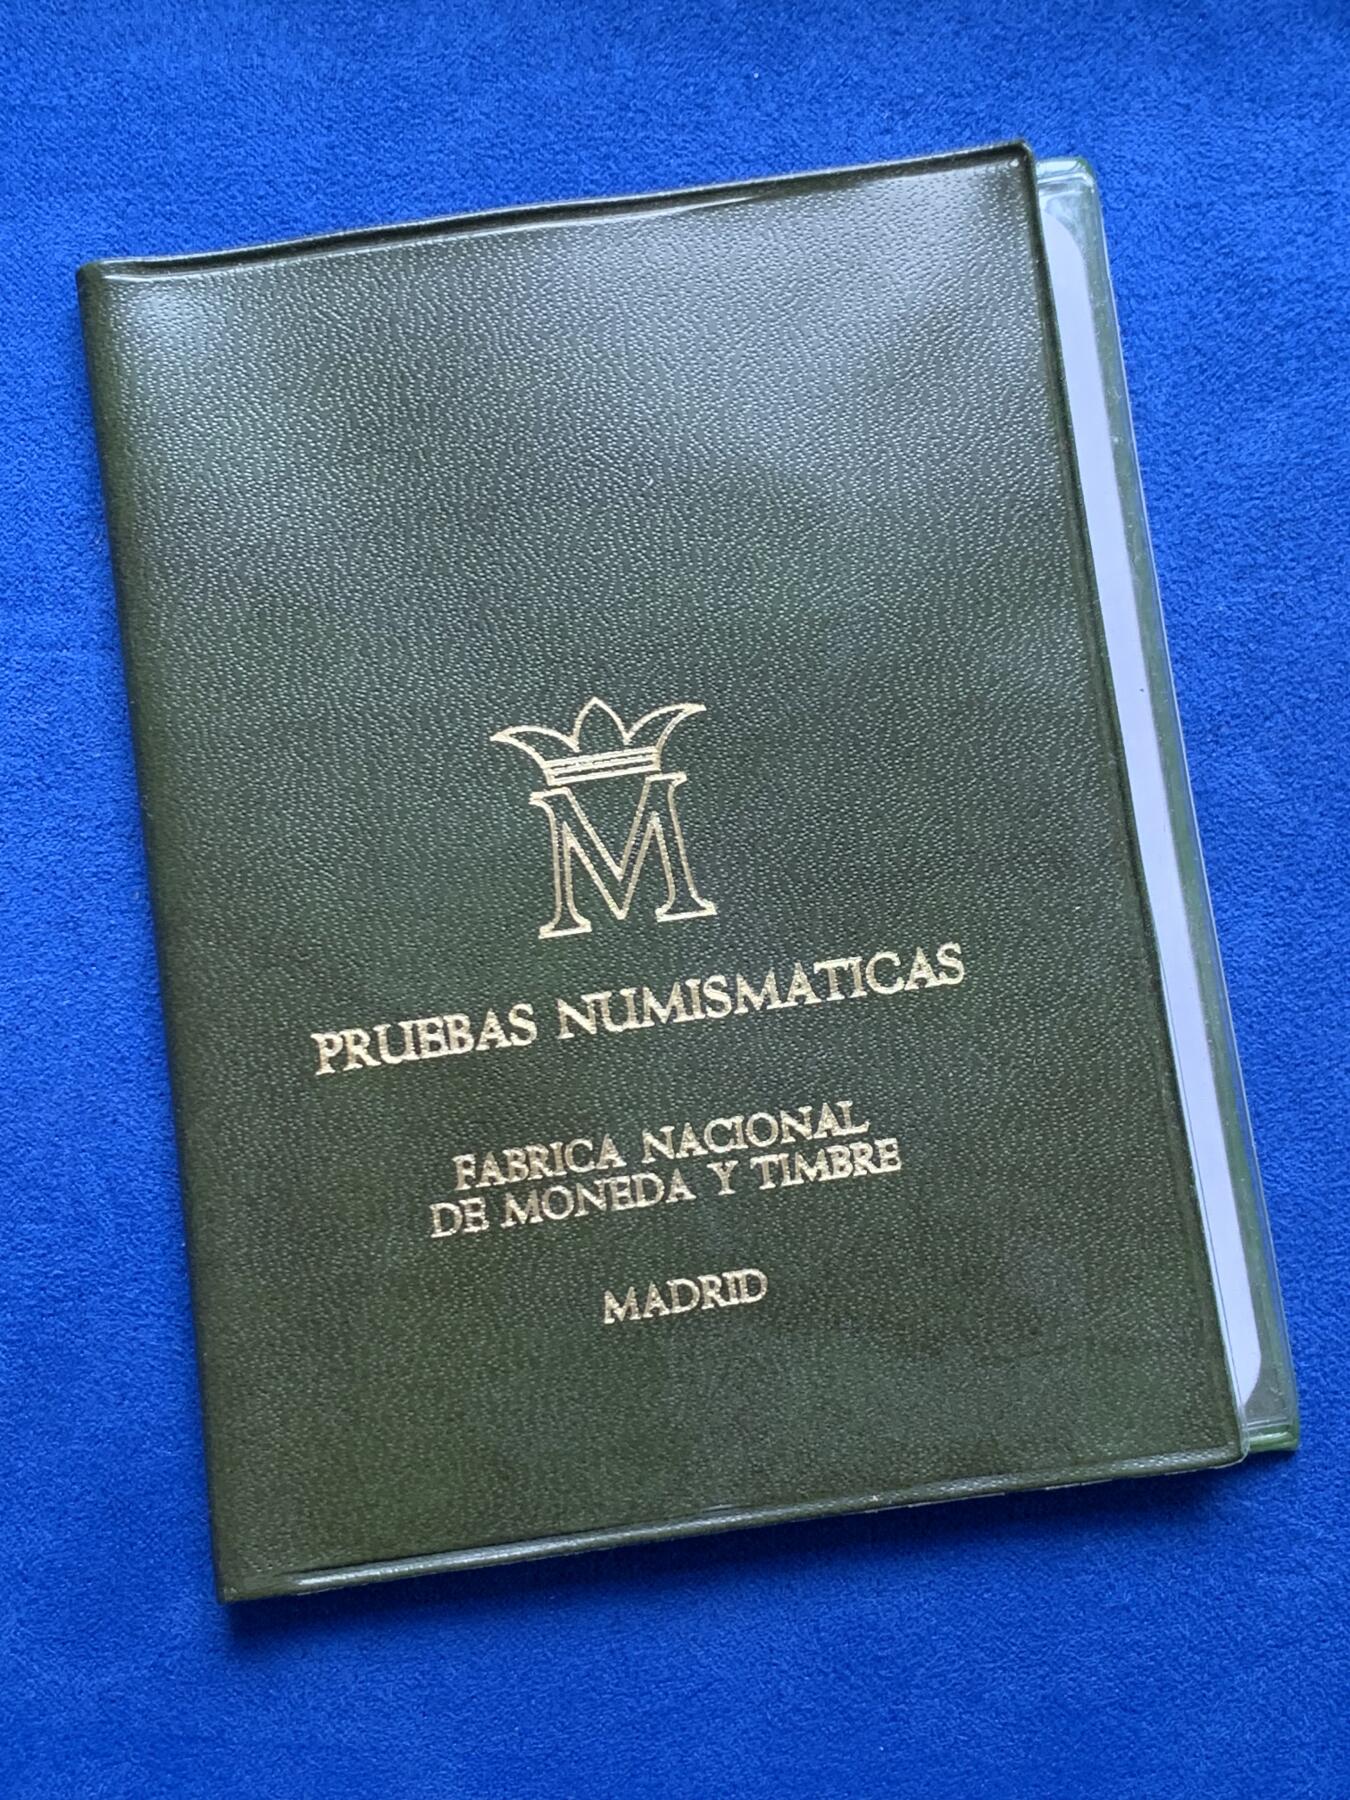 M
PRUEBAS NUMISMATICAS
FABRICA NACIONAL
DE MONEDA Y TIMBRE
MADRID